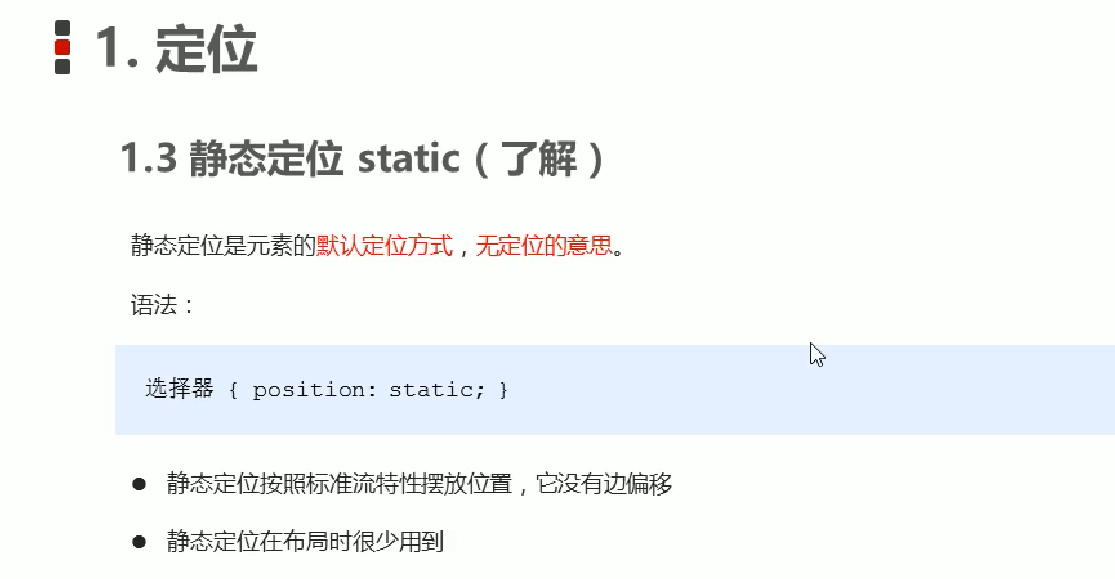 1. 定位
1.3 静态定位 static（了解）
静态定位是元素的默认定位方式，无定位的意思。
语法：
选择器 { position: static; }
● 静态定位按照标准流特性摆放位置，它没有边偏移
● 静态定位在布局时很少用到